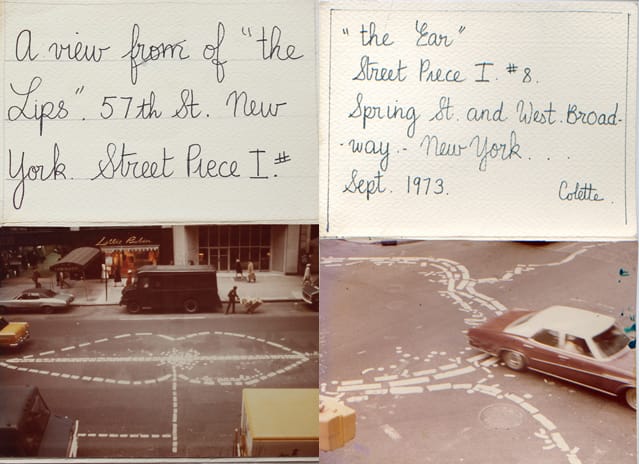 A view from of "the
Lips". 57th St. New
York. Street Piece I.#
"the "Ear"
Street Piece I. #8.
Spring St. and West. Broad-
-way.- New York. . .
Sept. 1973.
Colette.